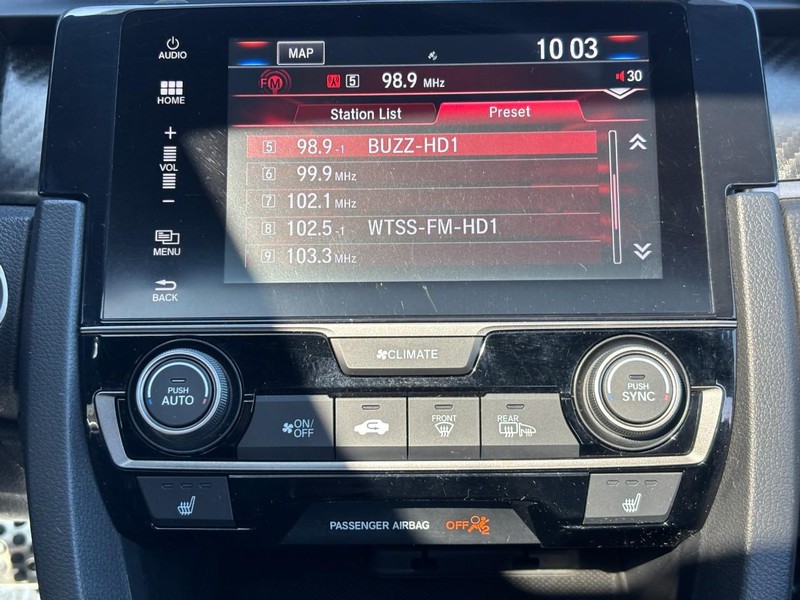 AUDIO
MAP
10 03
FM
5 98.9 MHz
30
HOME
Station List Preset
5 98.9-1 BUZZ-HD1
6 99.9 MHz
7 102.1 MHz
8 102.5-1 WTSS-FM-HD1
9 103.3 MHz
+
VOL
−
MENU
BACK
CLIMATE
PUSH
AUTO
ON/
OFF
FRONT
REAR
PUSH
SYNC
PASSENGER AIRBAG OFF 2